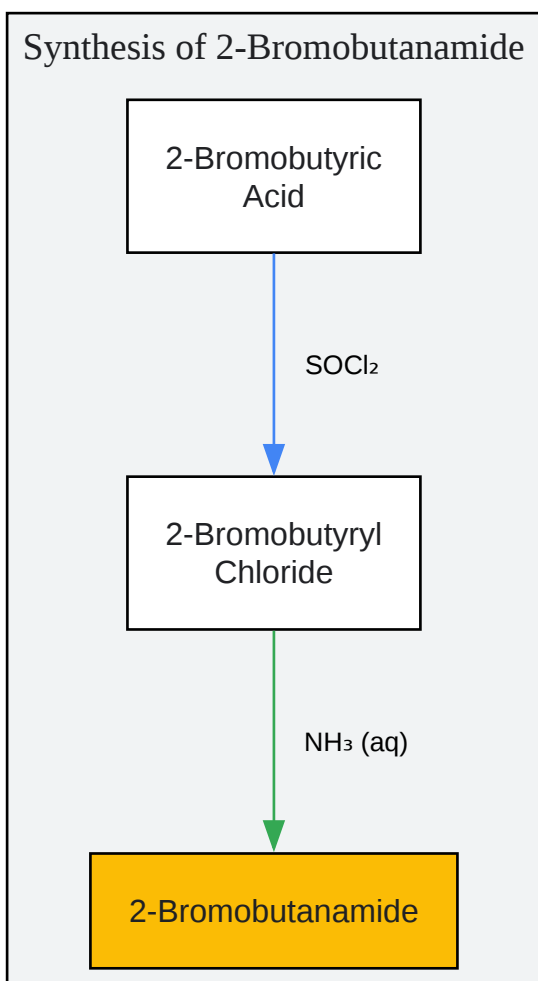 Synthesis of 2-Bromobutanamide
2-Bromobutyric
Acid
SOCl₂
2-Bromobutyryl
Chloride
NH₃ (aq)
2-Bromobutanamide